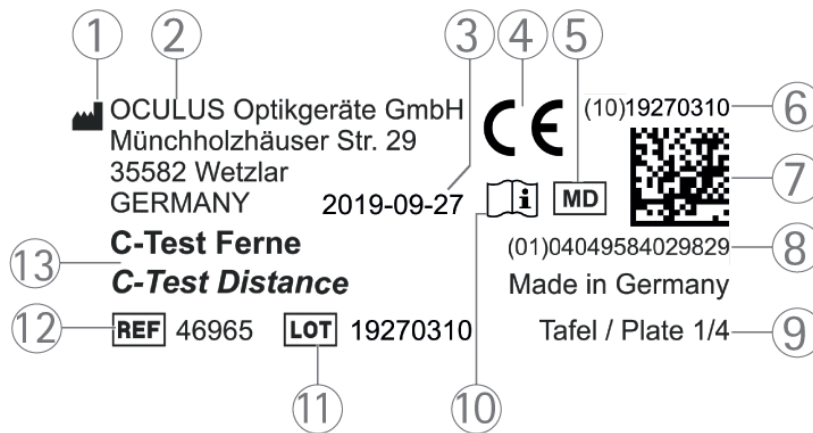 1 2 3 4 5
OCULUS Optikgeräte GmbH
Münchholzhäuser Str. 29
35582 Wetzlar
GERMANY
2019-09-27
CE
i
MD
(10)19270310 6
7
C-Test Ferne
13
C-Test Distance
(01)04049584029829 8
Made in Germany
12 REF 46965 LOT 19270310
Tafel / Plate 1/4 9
11 10